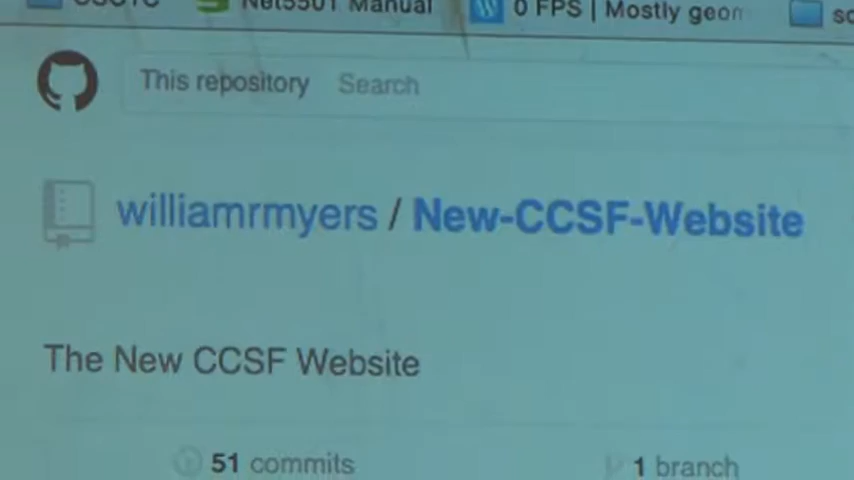 Net5501 Manual 0 FPS | Mostly geom
This repository Search
williamrmyers / New-CCSF-Website
The New CCSF Website
51 commits 1 branch